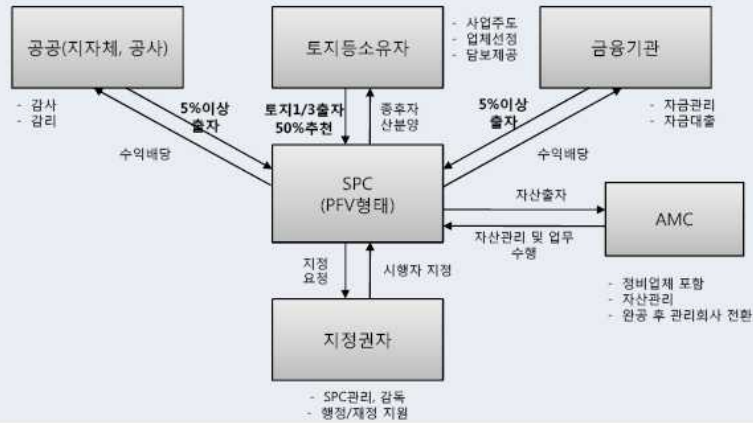 공공(지자체, 공사)
- 감사
- 감리
토지등소유자
- 사업주도
- 업체선정
- 담보제공
금융기관
- 자금관리
- 자금대출
5%이상
출자
수익배당
토지1/3출자
50%추천
종후자
산분양
5%이상
출자
수익배당
SPC
(PFV형태)
자산출자
자산관리 및 업무
수행
AMC
- 정비업체 포함
- 자산관리
- 완공 후 관리회사 전환
지정
요청
시행자 지정
지정권자
- SPC관리, 감독
- 행정/재정 지원